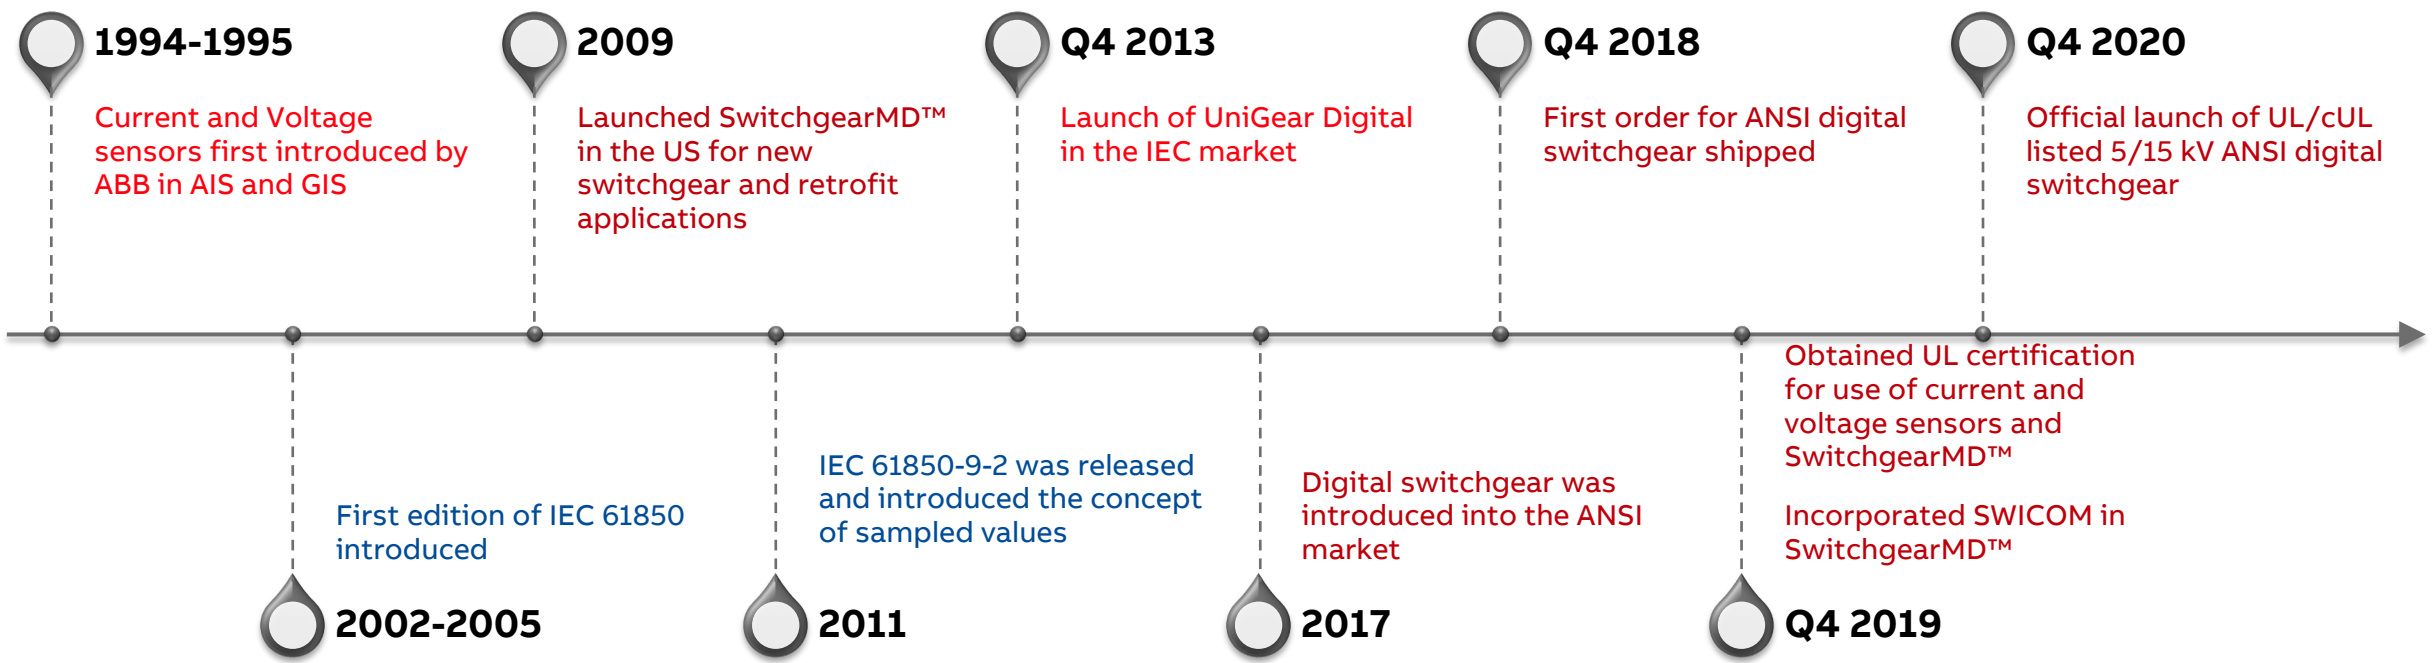 1994-1995
Current and Voltage
sensors first introduced by
ABB in AIS and GIS
2009
Launched SwitchgearMD™
in the US for new
switchgear and retrofit
applications
Q4 2013
Launch of UniGear Digital
in the IEC market
Q4 2018
First order for ANSI digital
switchgear shipped
Q4 2020
Official launch of UL/cUL
listed 5/15 kV ANSI digital
switchgear
First edition of IEC 61850
introduced
2002-2005
IEC 61850-9-2 was released
and introduced the concept
of sampled values
2011
Digital switchgear was
introduced into the ANSI
market
2017
Obtained UL certification
for use of current and
voltage sensors and
SwitchgearMD™
Incorporated SWICOM in
SwitchgearMD™
Q4 2019